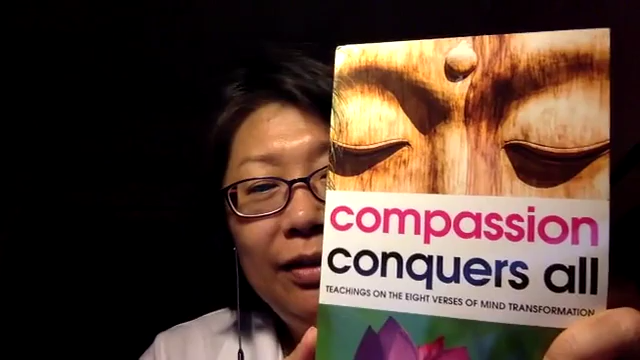 compassion
conquers all
TEACHINGS ON THE EIGHT VERSES OF MIND TRANSFORMATION